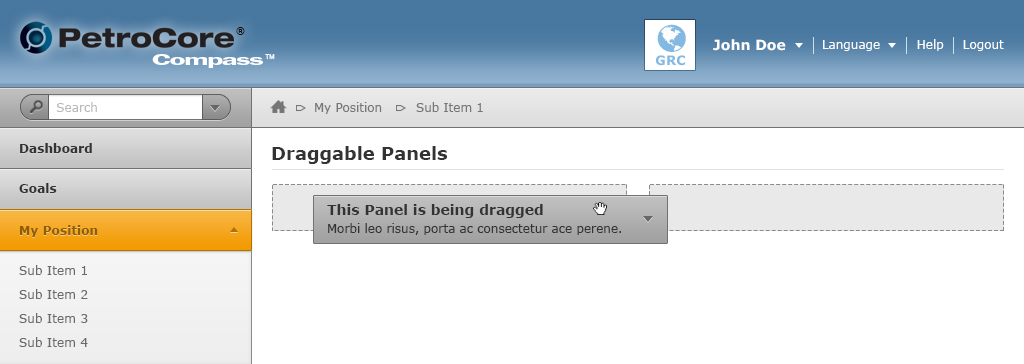 PetroCore®
Compass™
GRC
John Doe
Language
Help
Logout
Search
My Position
Sub Item 1
Dashboard
Goals
My Position
Sub Item 1
Sub Item 2
Sub Item 3
Sub Item 4
Draggable Panels
This Panel is being dragged
Morbi leo risus, porta ac consectetur ace perene.